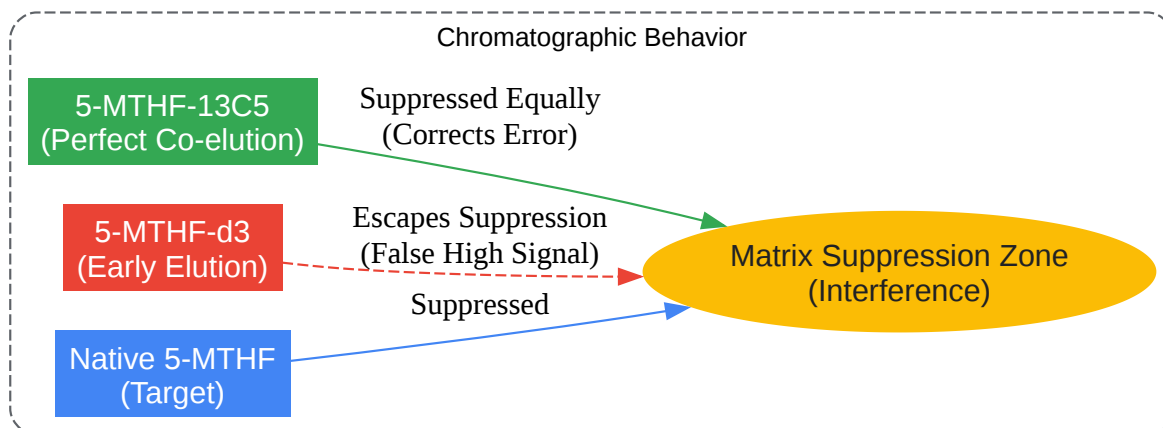 Chromatographic Behavior
5-MTHF-13C5
(Perfect Co-elution)
Suppressed Equally
(Corrects Error)
5-MTHF-d3
(Early Elution)
Escapes Suppression
(False High Signal)
Matrix Suppression Zone
(Interference)
Suppressed
Native 5-MTHF
(Target)